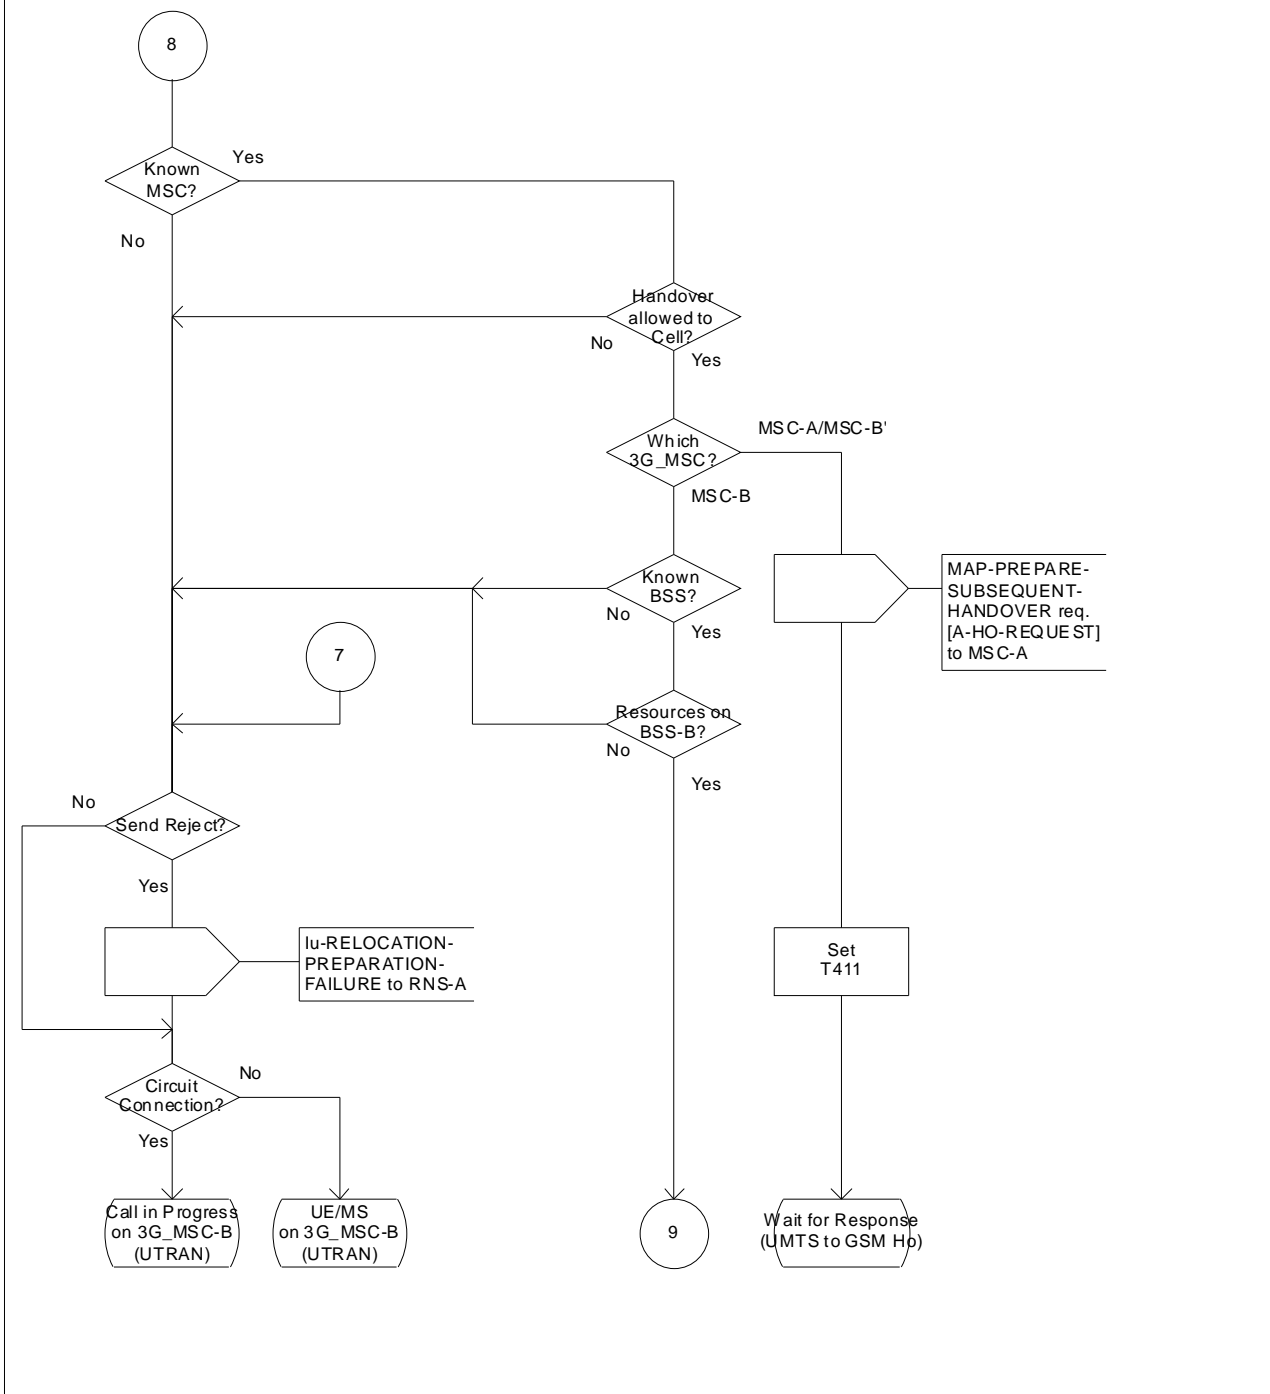 8
Known
MSC?
Yes
No
Handover
allowed to
Cell?
No
Yes
Which
3G_MSC?
MSC-A/MSC-B'
MSC-B
Known
BSS?
No
Yes
MAP-PREPARE-
SUBSEQUENT-
HANDOVER req.
[A-HO-REQUEST]
to MSC-A
7
Resources on
BSS-B?
No
Yes
No
Send Reject?
Yes
Iu-RELOCATION-
PREPARATION-
FAILURE to RNS-A
Set
T411
Circuit
Connection?
No
Yes
Call in Progress
on 3G_MSC-B
(UTRAN)
UE/MS
on 3G_MSC-B
(UTRAN)
9
Wait for Response
(UMTS to GSM Ho)